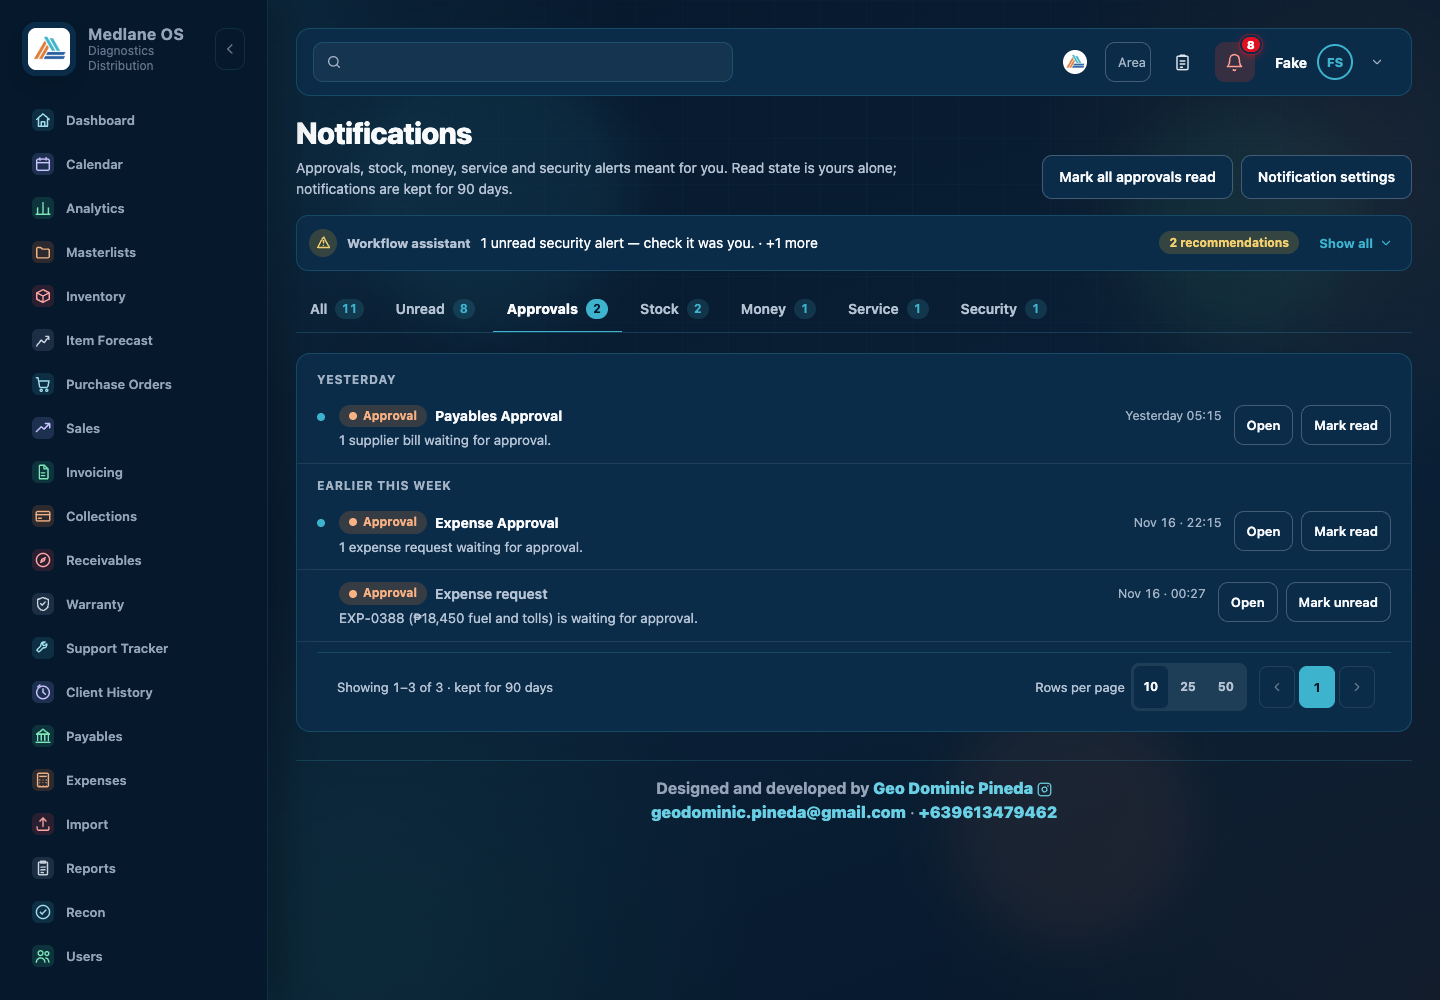 Medlane OS
Diagnostics
Distribution
Dashboard
Calendar
Analytics
Masterlists
Inventory
Item Forecast
Purchase Orders
Sales
Invoicing
Collections
Receivables
Warranty
Support Tracker
Client History
Payables
Expenses
Import
Reports
Recon
Users
Area
8
Fake FS
Notifications
Approvals, stock, money, service and security alerts meant for you. Read state is yours alone;
notifications are kept for 90 days.
Mark all approvals read
Notification settings
Workflow assistant 1 unread security alert — check it was you. · +1 more
2 recommendations
Show all
All 11
Unread 8
Approvals 2
Stock 2
Money 1
Service 1
Security 1
YESTERDAY
Approval Payables Approval
Yesterday 05:15
Open
Mark read
1 supplier bill waiting for approval.
EARLIER THIS WEEK
Approval Expense Approval
Nov 16 · 22:15
Open
Mark read
1 expense request waiting for approval.
Approval Expense request
Nov 16 · 00:27
Open
Mark unread
EXP-0388 (₱18,450 fuel and tolls) is waiting for approval.
Showing 1–3 of 3 · kept for 90 days
Rows per page 10 25 50
1
Designed and developed by Geo Dominic Pineda
geodominic.pineda@gmail.com · +639613479462